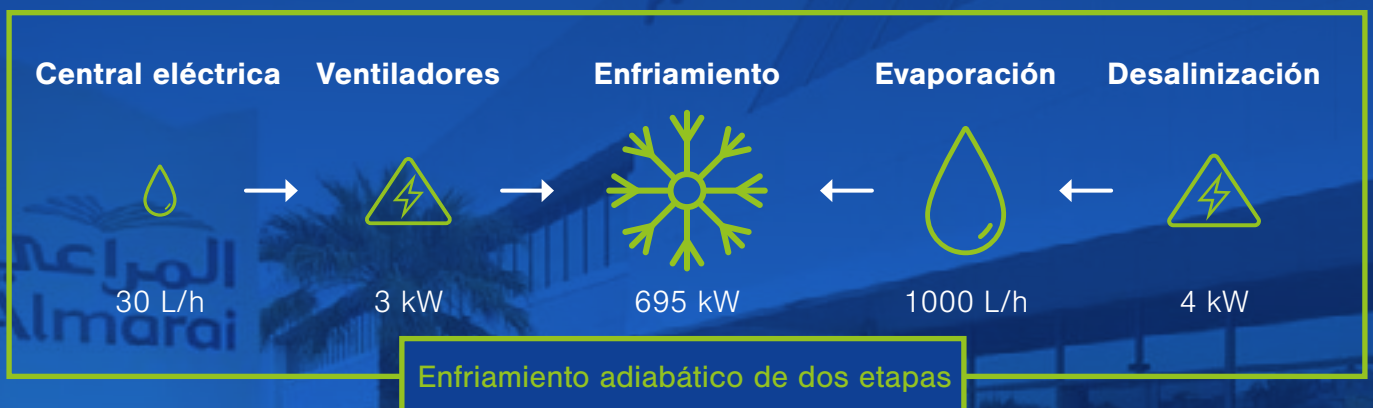 Central eléctrica Ventiladores Enfriamiento Evaporación Desalinización
30 L/h 3 kW 695 kW 1000 L/h 4 kW
Enfriamiento adiabático de dos etapas
المراعي
Almarai